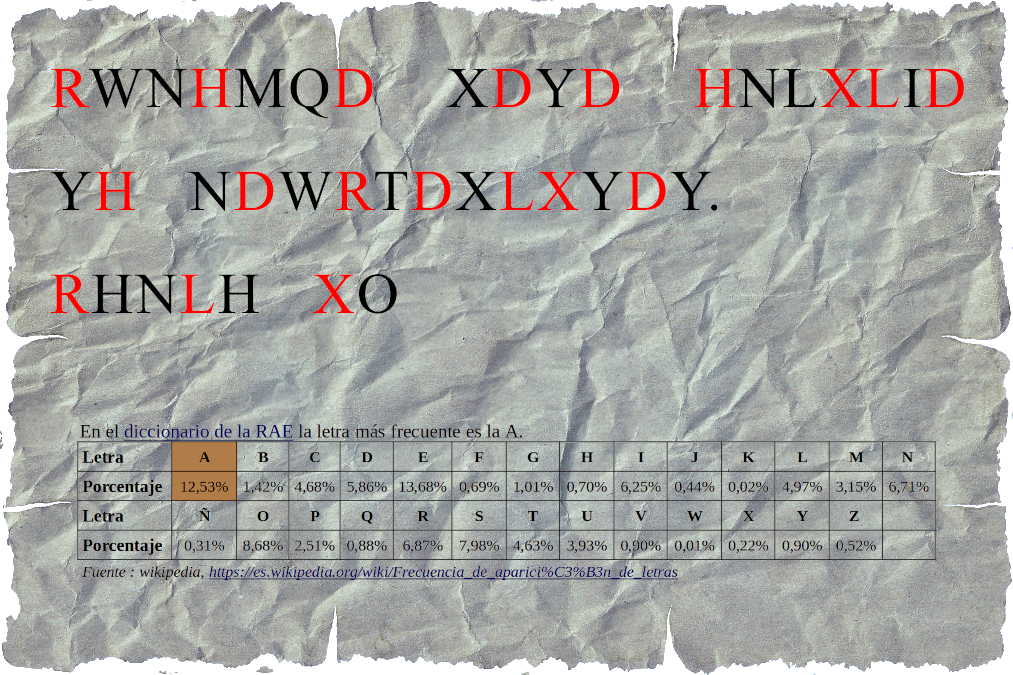 RWNHMQD XDYD HNLXLID
YH NDWRTDXLXYDY.
RHNLH XO
En el diccionario de la RAE la letra más frecuente es la A.
Letra A B C D E F G H I J K L M N
Porcentaje 12,53% 1,42% 4,68% 5,86% 13,68% 0,69% 1,01% 0,70% 6,25% 0,44% 0,02% 4,97% 3,15% 6,71%
Letra Ñ O P Q R S T U V W X Y Z
Porcentaje 0,31% 8,68% 2,51% 0,88% 6,87% 7,98% 4,63% 3,93% 0,90% 0,01% 0,22% 0,90% 0,52%
Fuente : wikipedia, https://es.wikipedia.org/wiki/Frecuencia_de_aparici%C3%B3n_de_letras